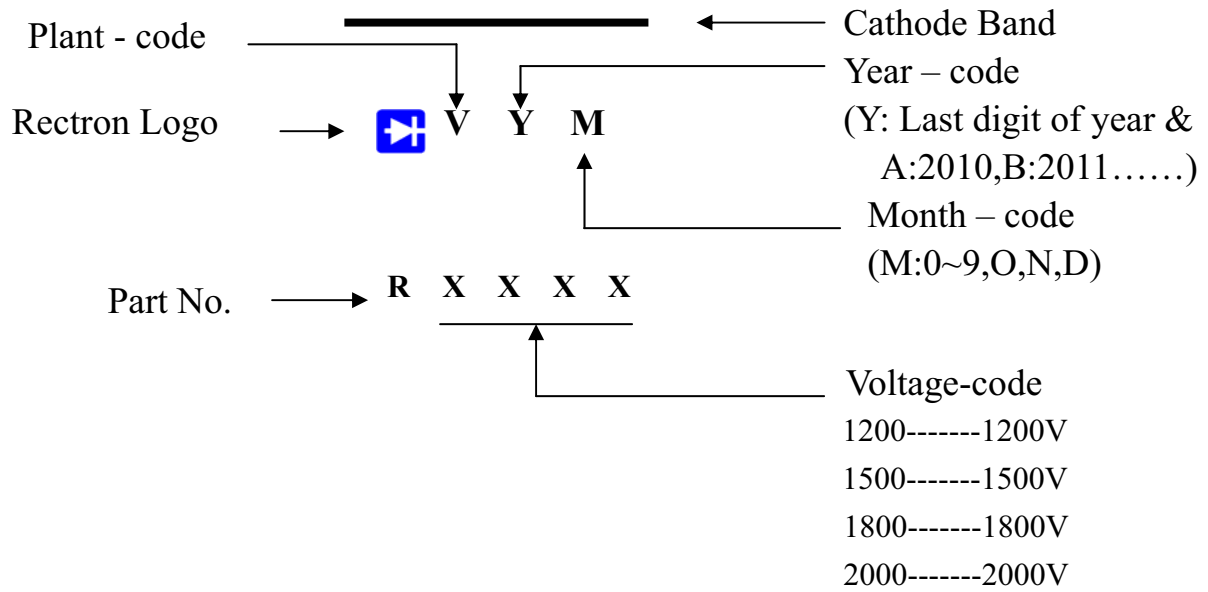 Plant - code
Cathode Band
Year – code
Rectron Logo
V Y M
(Y: Last digit of year &
A:2010,B:2011……)
Month – code
(M:0~9,O,N,D)
Part No.
R X X X X
Voltage-code
1200-------1200V
1500-------1500V
1800-------1800V
2000-------2000V